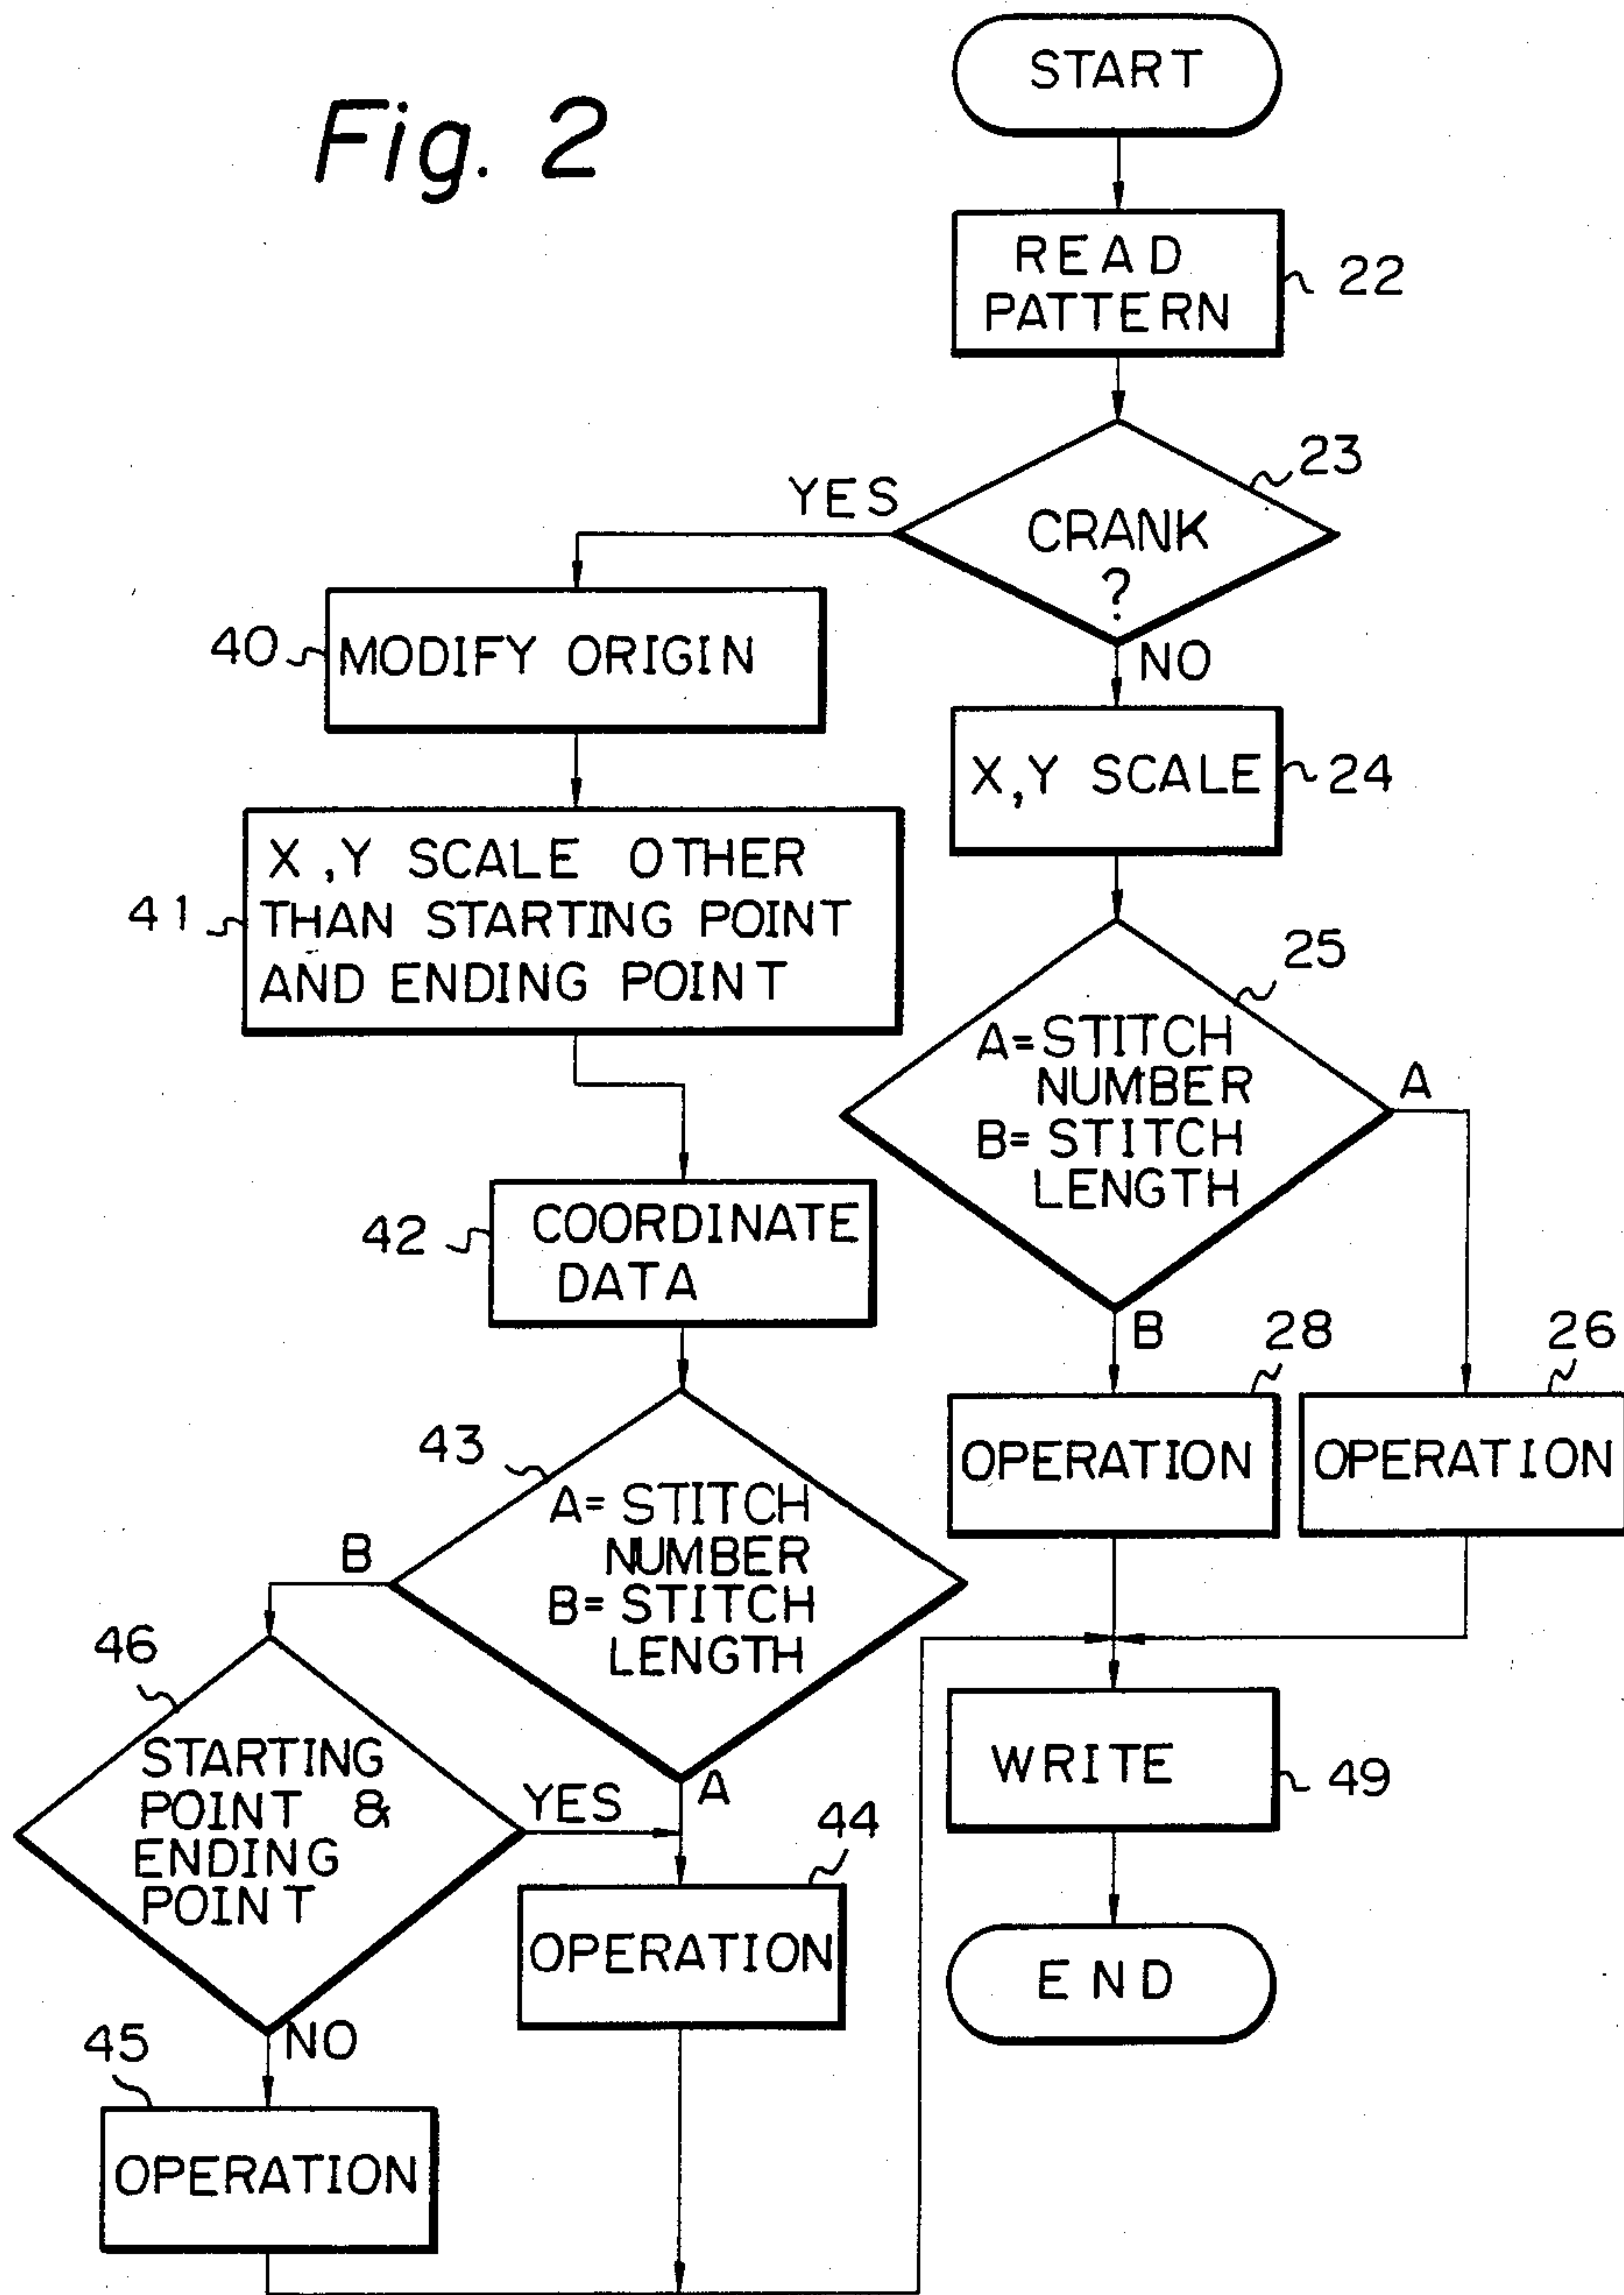 Fig. 2
START
READ
PATTERN
22
23
CRANK
?
YES
NO
40
MODIFY ORIGIN
X,Y SCALE
24
41
X,Y SCALE OTHER
THAN STARTING POINT
AND ENDING POINT
25
A=STITCH
NUMBER
B=STITCH
LENGTH
A
B
42
COORDINATE
DATA
28
26
OPERATION
OPERATION
43
A=STITCH
NUMBER
B=STITCH
LENGTH
B
A
46
STARTING
POINT &
ENDING
POINT
YES
NO
44
OPERATION
WRITE
49
END
45
OPERATION